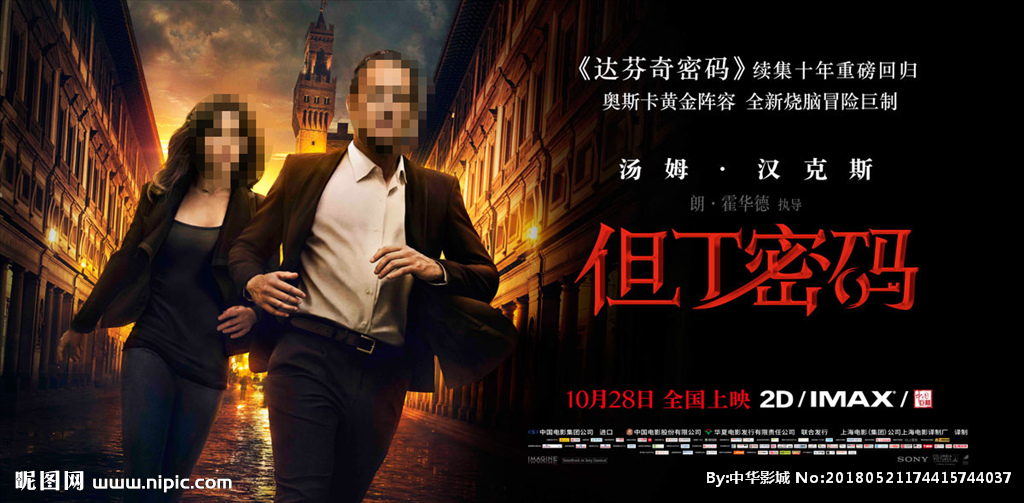 《达芬奇密码》续集十年重磅回归
奥斯卡黄金阵容 全新烧脑冒险巨制
汤姆·汉克斯
朗·霍华德 执导
但丁密码
10月28日 全国上映 2D/IMAX®/
中国电影集团公司 进口 中国电影股份有限公司 华夏电影发行有限责任公司 联合发行 上海电影(集团)公司上海电影译制厂 译制
IMAGINE Soundtrack on Sony Classical SONY
昵图网 www.nipic.com
By:中华影城 No:20180521174415744037